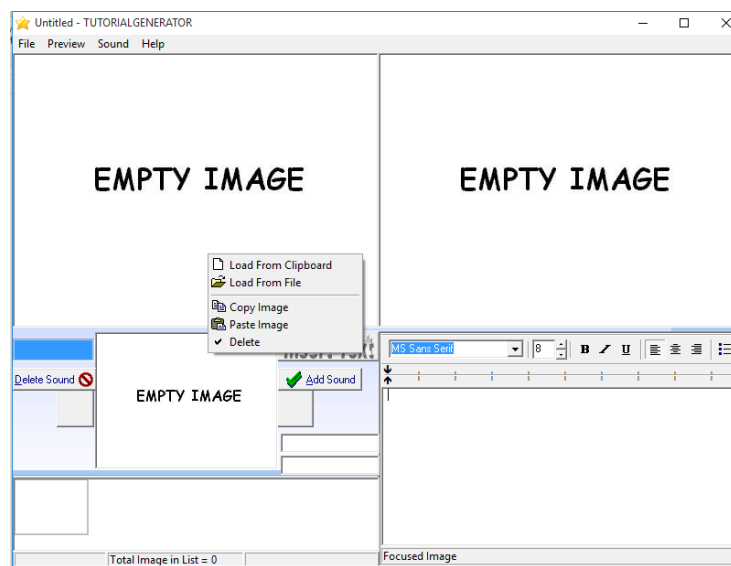 Untitled - TUTORIALGENERATOR
File Preview Sound Help
EMPTY IMAGE
EMPTY IMAGE
Load From Clipboard
Load From File
Copy Image
Paste Image
Delete
MS Sans Serif 8 B I U
Delete Sound
EMPTY IMAGE
Add Sound
Total Image in List = 0
Focused Image